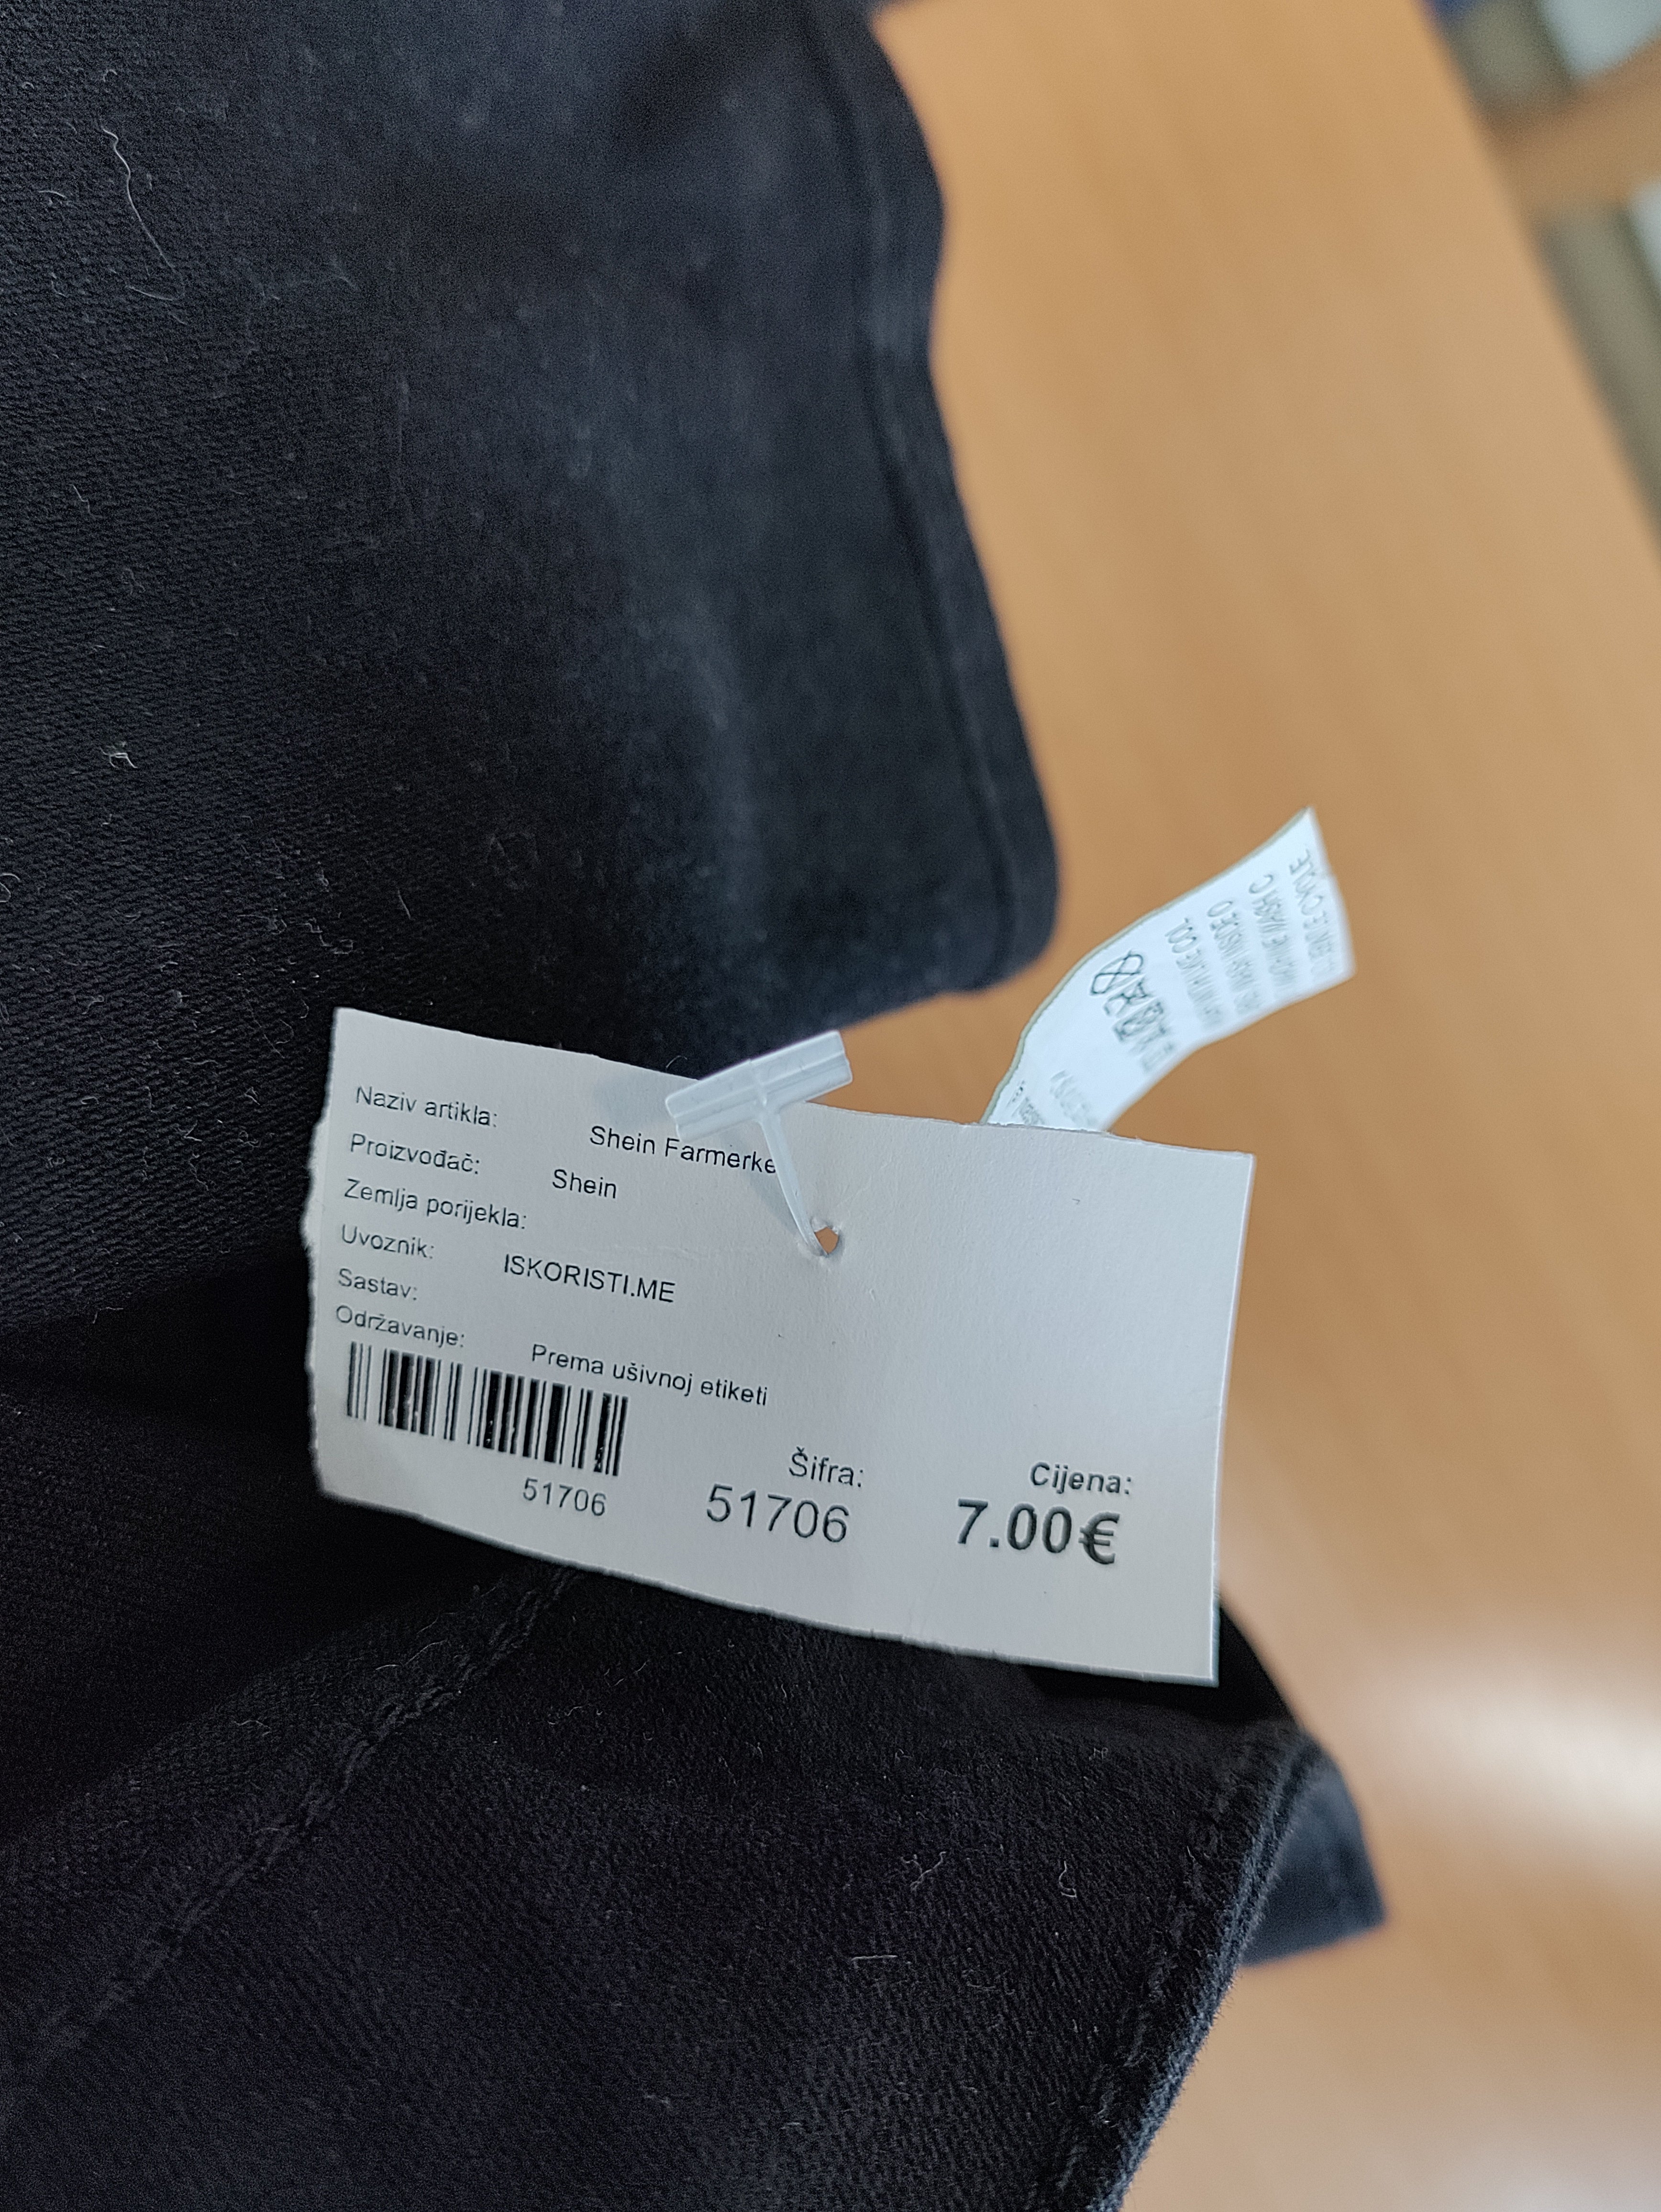 Naziv artikla: Shein Farmerke
Proizvođač: Shein
Zemlja porijekla:
Uvoznik: ISKORISTI.ME
Sastav:
Održavanje: Prema ušivnoj etiketi
51706
Šifra:
51706
Cijena:
7.00€